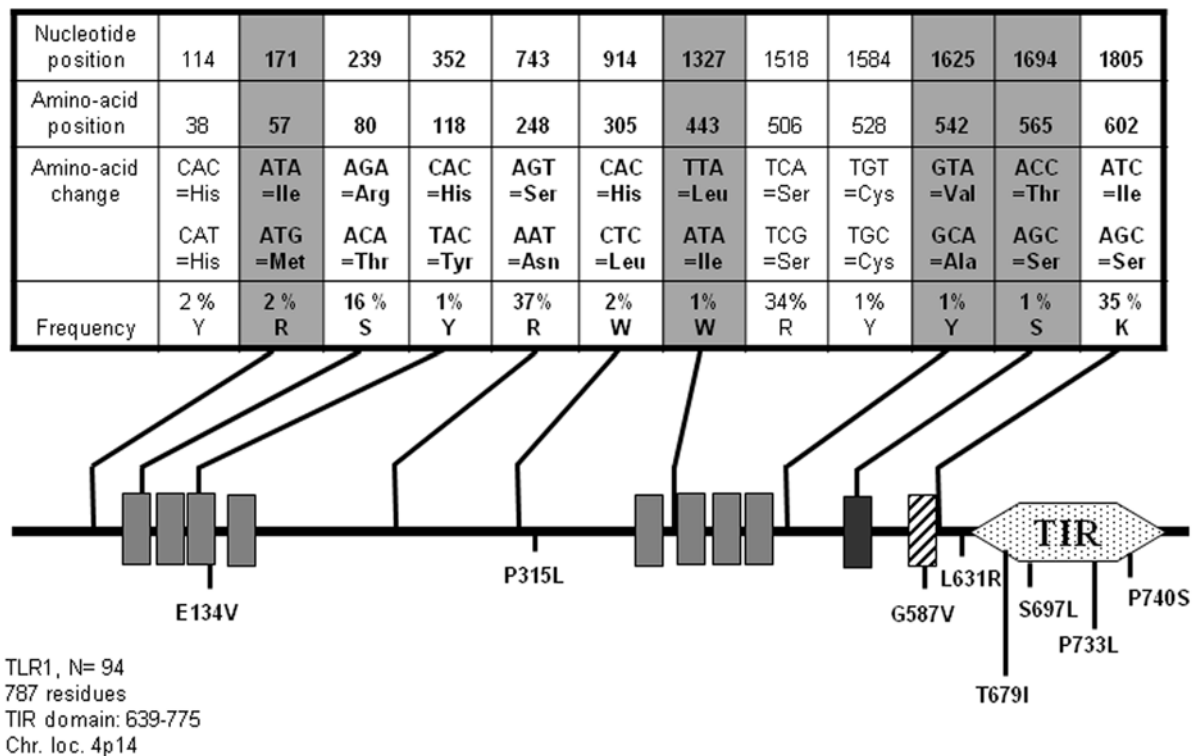 Nucleotide position 114 171 239 352 743 914 1327 1518 1584 1625 1694 1805
Amino-acid position 38 57 80 118 248 305 443 506 528 542 565 602
Amino-acid change CAC ATA AGA CAC AGT CAC TTA TCA TGT GTA ACC ATC
=His =Ile =Arg =His =Ser =His =Leu =Ser =Cys =Val =Thr =Ile
CAT ATG ACA TAC AAT CTC ATA TCG TGC GCA AGC AGC
=His =Met =Thr =Tyr =Asn =Leu =Ile =Ser =Cys =Ala =Ser =Ser
2 % 2 % 16 % 1% 37% 2% 1% 34% 1% 1% 1 % 35 %
Frequency Y R S Y R W W R Y Y S K
TIR
E134V
P315L
G587V
L631R
S697L
P740S
P733L
T679I
TLR1, N= 94
787 residues
TIR domain: 639-775
Chr. loc. 4p14